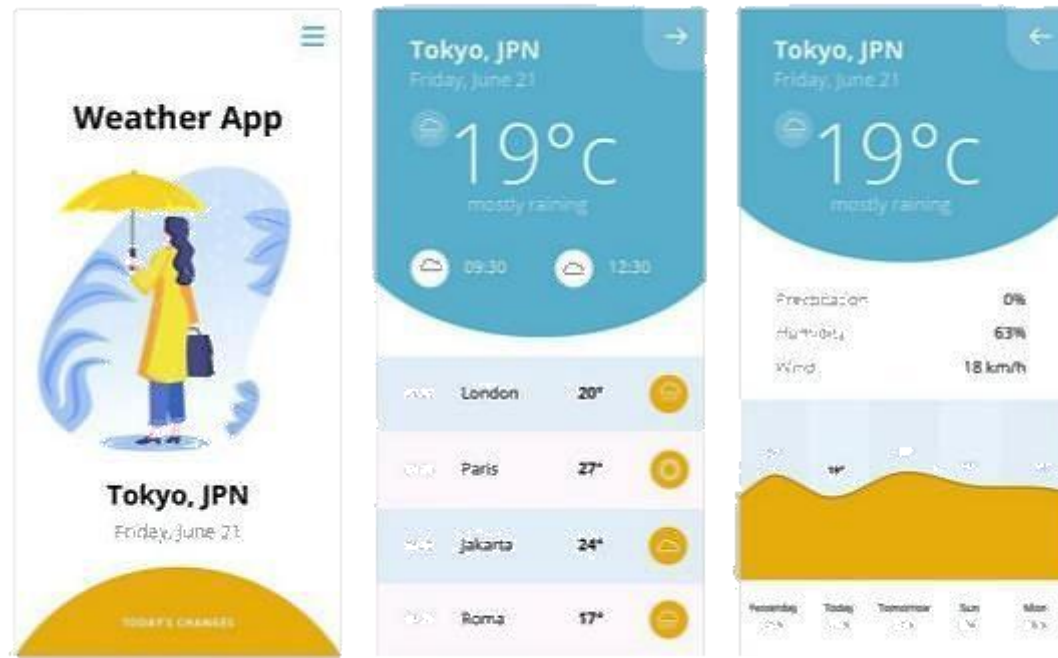 Weather App
Tokyo, JPN
Friday, June 21
TODAY'S CHANGES
Tokyo, JPN
Friday, June 21
19°c
mostly raining
09:30 12:30
London 20°
Paris 27°
Jakarta 24°
Roma 17°
Tokyo, JPN
Friday, June 21
19°c
mostly raining
Precipitation 0%
Humidity 63%
Wind 18 km/h
19°
Yesterday Today Tomorrow Sun Mon